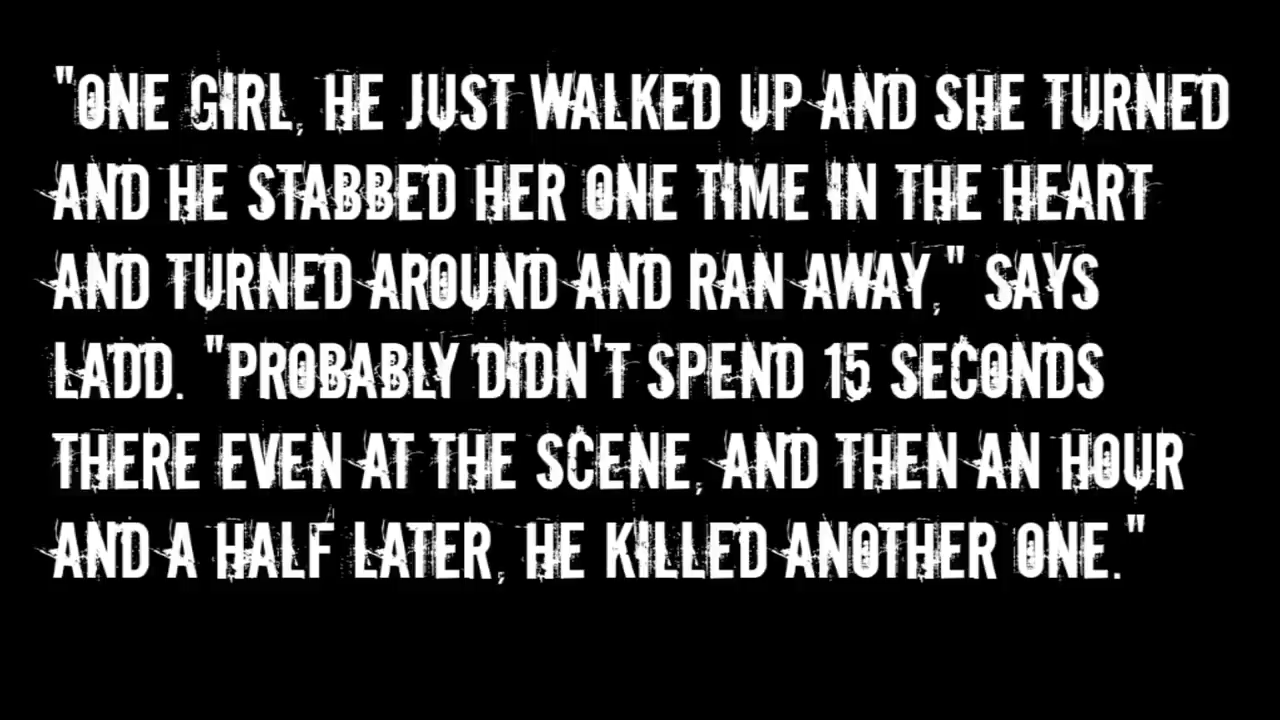 "ONE GIRL, HE JUST WALKED UP AND SHE TURNED
AND HE STABBED HER ONE TIME IN THE HEART
AND TURNED AROUND AND RAN AWAY," SAYS
LADD. "PROBABLY DIDN'T SPEND 15 SECONDS
THERE EVEN AT THE SCENE, AND THEN AN HOUR
AND A HALF LATER, HE KILLED ANOTHER ONE."